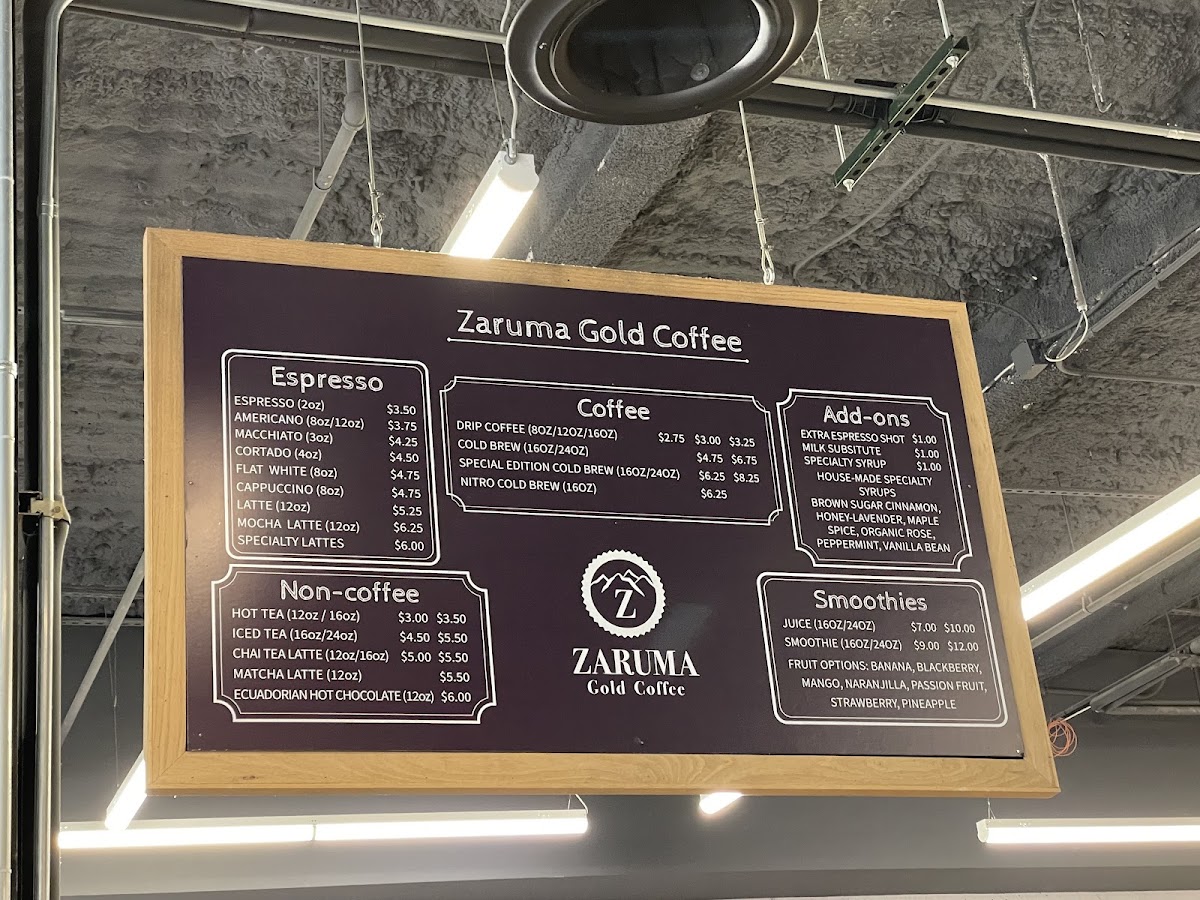 Zaruma Gold Coffee
Espresso
ESPRESSO (2oz) $3.50
AMERICANO (8oz/12oz) $3.75
MACCHIATO (3oz) $4.25
CORTADO (4oz) $4.50
FLAT WHITE (8oz) $4.75
CAPPUCCINO (8oz) $4.75
LATTE (12oz) $5.25
MOCHA LATTE (12oz) $6.25
SPECIALTY LATTES $6.00
Non-coffee
HOT TEA (12oz / 16oz) $3.00 $3.50
ICED TEA (16oz/24oz) $4.50 $5.50
CHAI TEA LATTE (12oz/16oz) $5.00 $5.50
MATCHA LATTE (12oz) $5.50
ECUADORIAN HOT CHOCOLATE (12oz) $6.00
Coffee
DRIP COFFEE (8OZ/12OZ/16OZ) $2.75 $3.00 $3.25
COLD BREW (16OZ/24OZ) $4.75 $6.75
SPECIAL EDITION COLD BREW (16OZ/24OZ) $6.25 $8.25
NITRO COLD BREW (16OZ) $6.25
Z
ZARUMA
Gold Coffee
Add-ons
EXTRA ESPRESSO SHOT $1.00
MILK SUBSITUTE $1.00
SPECIALTY SYRUP $1.00
HOUSE-MADE SPECIALTY
SYRUPS
BROWN SUGAR CINNAMON,
HONEY-LAVENDER, MAPLE
SPICE, ORGANIC ROSE,
PEPPERMINT, VANILLA BEAN
Smoothies
JUICE (16OZ/24OZ) $7.00 $10.00
SMOOTHIE (16OZ/24OZ) $9.00 $12.00
FRUIT OPTIONS: BANANA, BLACKBERRY,
MANGO, NARANJILLA, PASSION FRUIT,
STRAWBERRY, PINEAPPLE